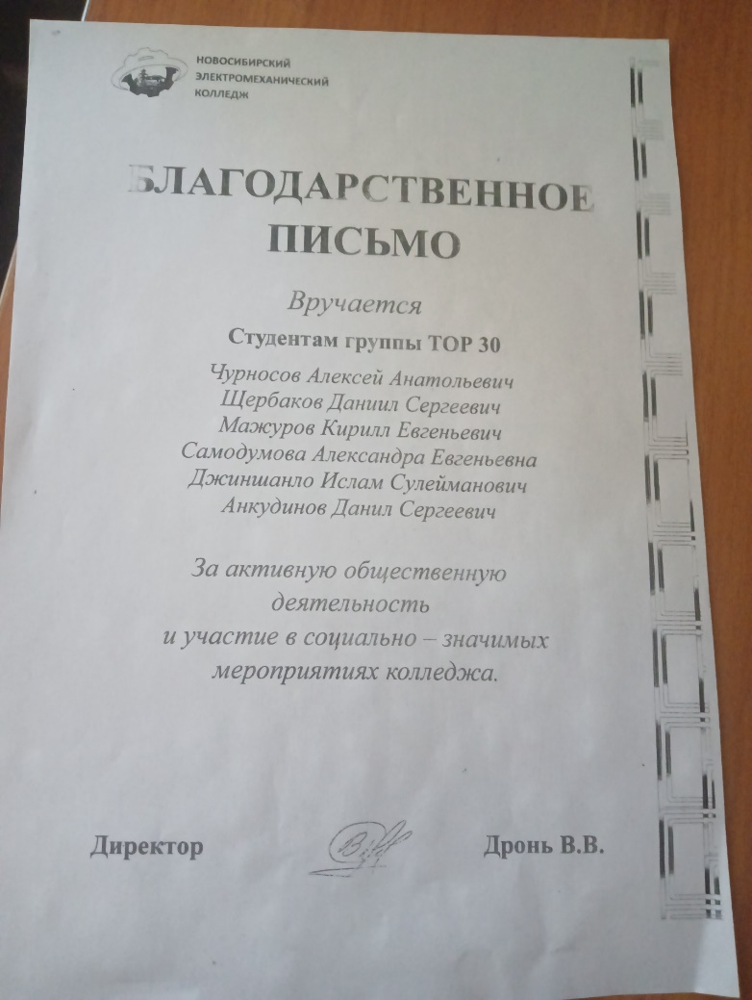 НОВОСИБИРСКИЙ
ЭЛЕКТРОМЕХАНИЧЕСКИЙ
КОЛЛЕДЖ
БЛАГОДАРСТВЕННОЕ
ПИСЬМО
Вручается
Студентам группы ТОР 30
Чурносов Алексей Анатольевич
Щербаков Даниил Сергеевич
Мажуров Кирилл Евгеньевич
Самодумова Александра Евгеньевна
Джиншанло Ислам Сулейманович
Анкудинов Данил Сергеевич
За активную общественную
деятельность
и участие в социально – значимых
мероприятиях колледжа.
Директор Дронь В.В.